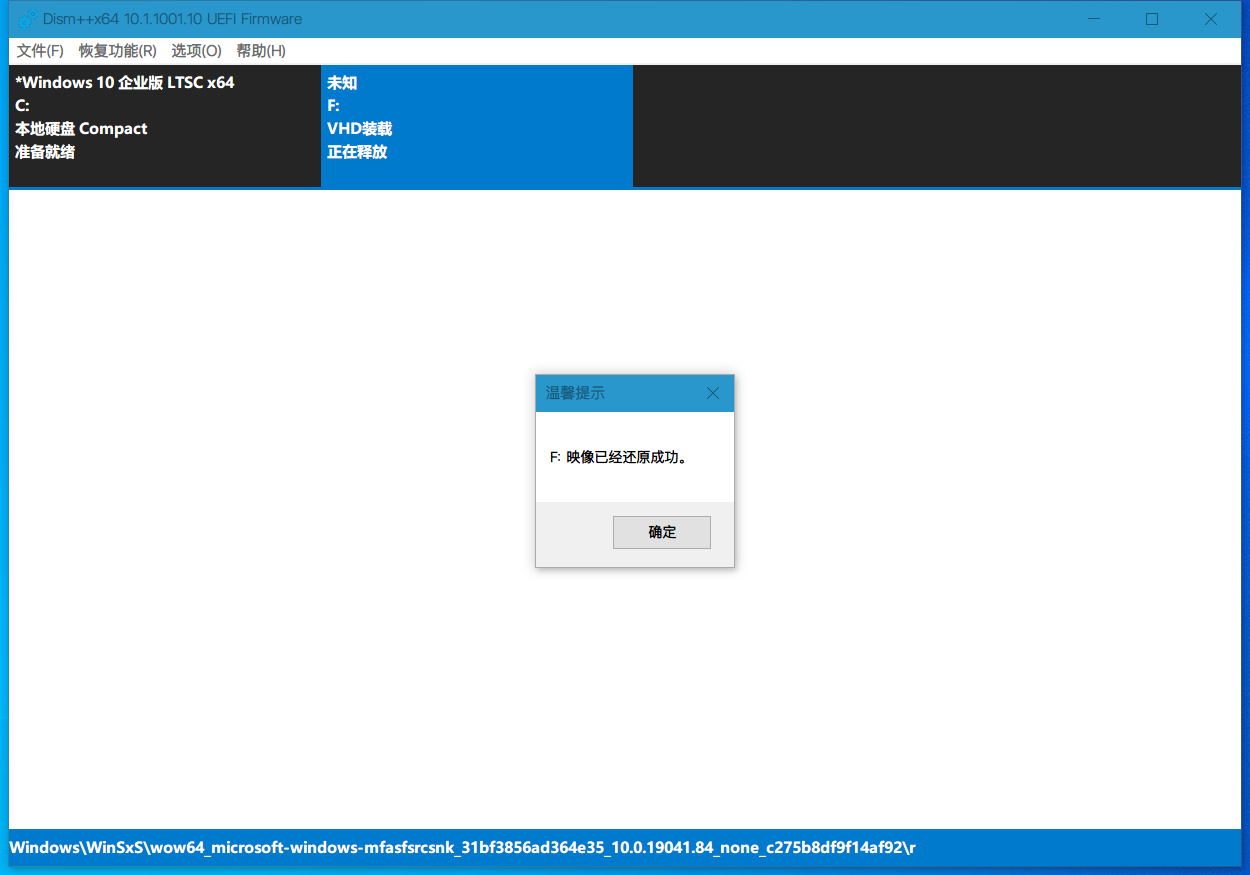 Dism++x64 10.1.1001.10 UEFI Firmware
文件(F) 恢复功能(R) 选项(O) 帮助(H)
*Windows 10 企业版 LTSC x64
C:
本地硬盘 Compact
准备就绪
未知
F:
VHD装载
正在释放
温馨提示
F: 映像已经还原成功。
确定
Windows\WinSxS\wow64_microsoft-windows-mfasfsrcsnk_31bf3856ad364e35_10.0.19041.84_none_c275b8df9f14af92\r